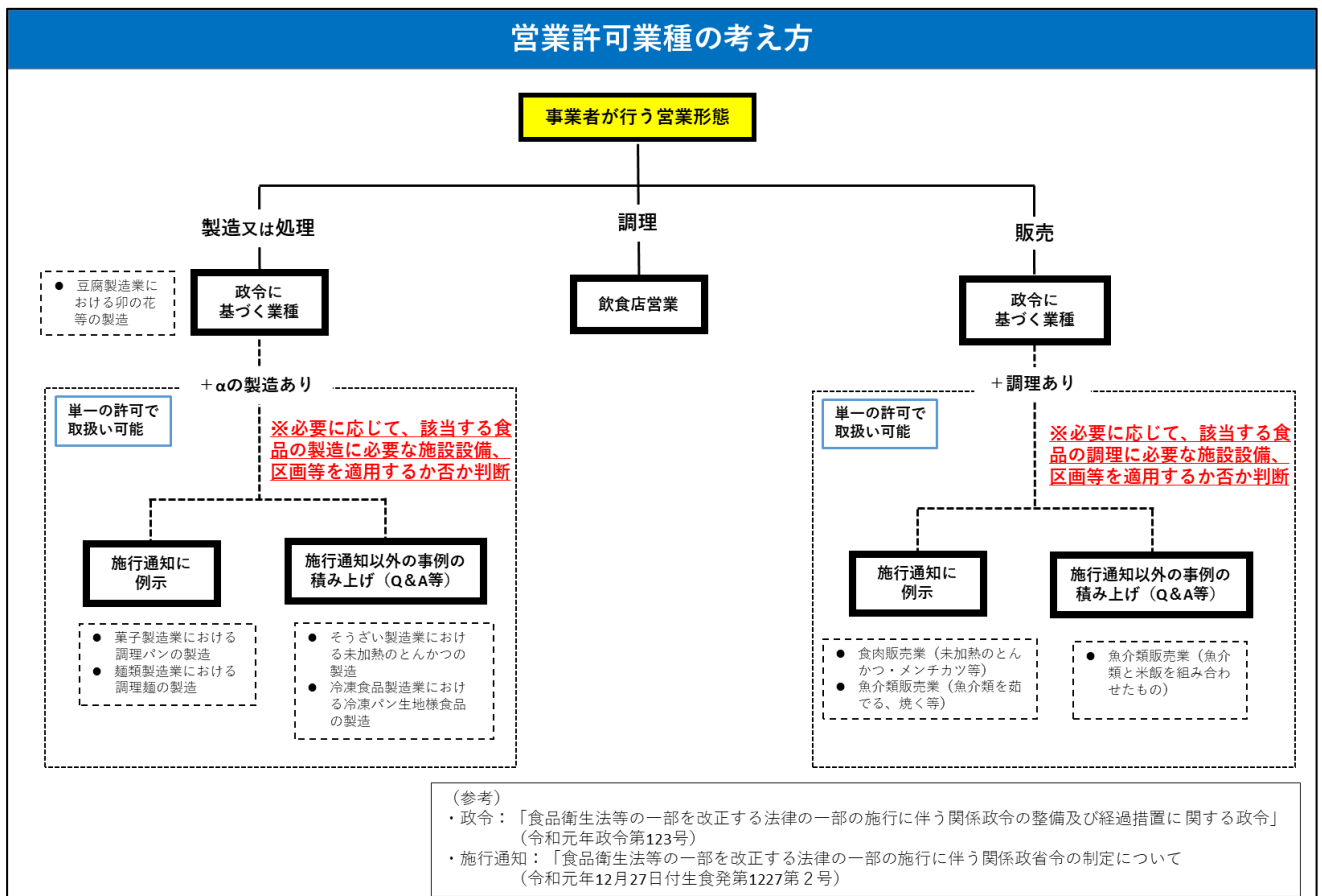 営業許可業種の考え方
事業者が行う営業形態
製造又は処理
調理
販売
● 豆腐製造業に
おける卯の花
等の製造
政令に
基づく業種
飲食店営業
政令に
基づく業種
+αの製造あり
単一の許可で
取扱い可能
※必要に応じて、該当する食
品の製造に必要な施設設備、
区画等を適用するか否か判断
施行通知に
例示
施行通知以外の事例の
積み上げ(Q&A等)
● 菓子製造業における
調理パンの製造
● 麺類製造業における
調理麺の製造
● そうざい製造業におけ
る未加熱のとんかつの
製造
● 冷凍食品製造業におけ
る冷凍パン生地様食品
の製造
+調理あり
単一の許可で
取扱い可能
※必要に応じて、該当する食
品の調理に必要な施設設備、
区画等を適用するか否か判断
施行通知に
例示
施行通知以外の事例の
積み上げ(Q&A等)
● 食肉販売業(未加熱のとん
かつ・メンチカツ等)
● 魚介類販売業(魚介類を茹
でる、焼く等)
● 魚介類販売業(魚介
類と米飯を組み合わ
せたもの)
(参考)
・政令:「食品衛生法等の一部を改正する法律の一部の施行に伴う関係政令の整備及び経過措置に関する政令」
(令和元年政令第123号)
・施行通知:「食品衛生法等の一部を改正する法律の一部の施行に伴う関係政省令の制定について
(令和元年12月27日付生食発第1227第2号)